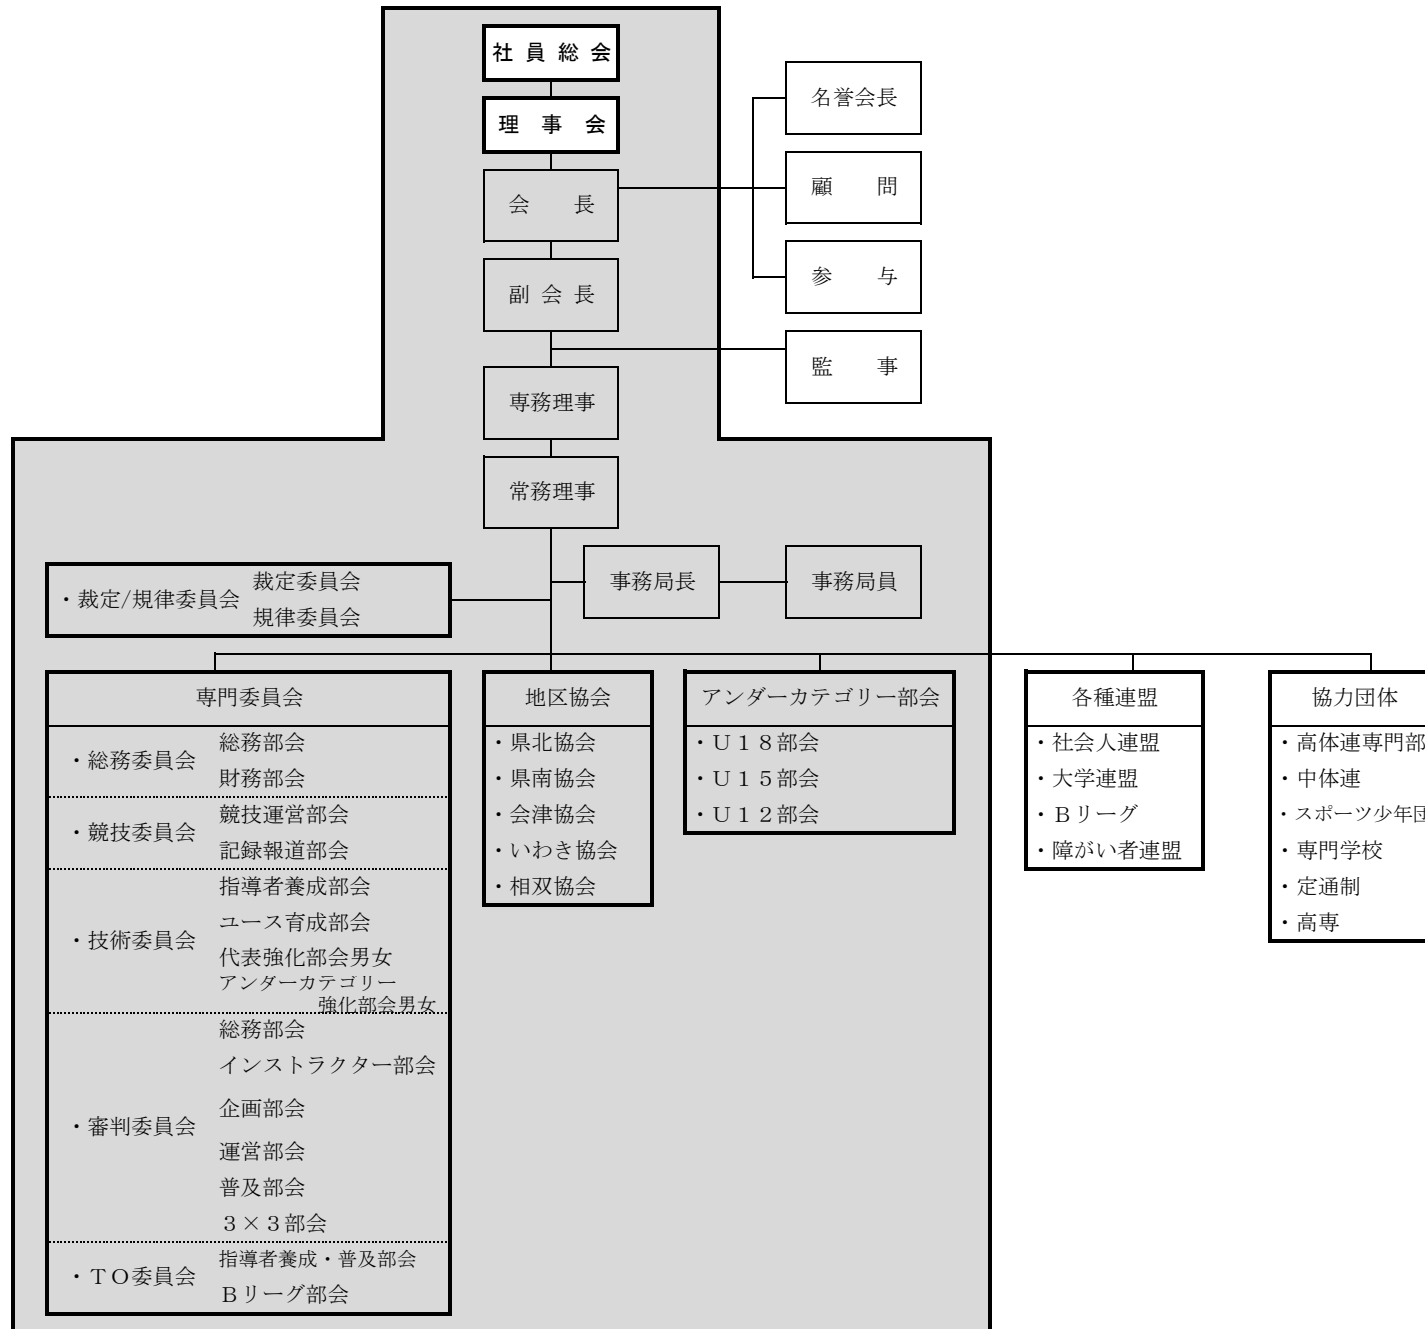 社 員 総 会
理 事 会
会 長
副 会 長
専務理事
常務理事
名誉会長
顧 問
参 与
監 事
事務局長
事務局員
・裁定/規律委員会
裁定委員会
規律委員会
専門委員会
・総務委員会
総務部会
財務部会
・競技委員会
競技運営部会
記録報道部会
・技術委員会
指導者養成部会
ユース育成部会
代表強化部会男女
アンダーカテゴリー
強化部会男女
・審判委員会
総務部会
インストラクター部会
企画部会
運営部会
普及部会
3×3部会
・TO委員会
指導者養成・普及部会
Bリーグ部会
地区協会
・県北協会
・県南協会
・会津協会
・いわき協会
・相双協会
アンダーカテゴリー部会
・U18部会
・U15部会
・U12部会
各種連盟
・社会人連盟
・大学連盟
・Bリーグ
・障がい者連盟
協力団体
・高体連専門部
・中体連
・スポーツ少年団
・専門学校
・定通制
・高専